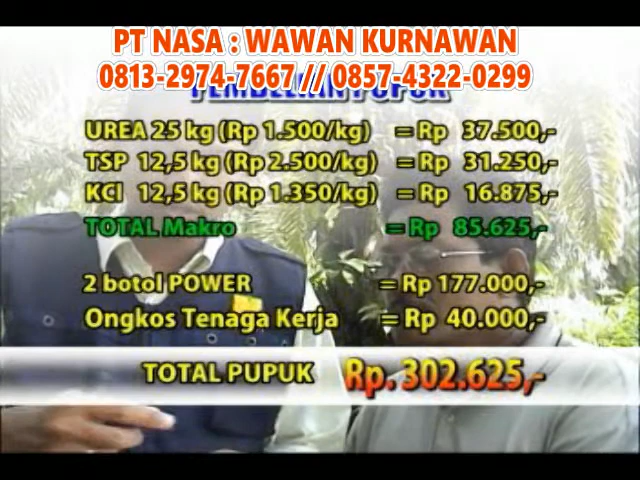 PT NASA : WAWAN KURNAWAN
0813-2974-7667 // 0857-4322-0299
PEMBELIAN PUPUK
UREA 25 kg (Rp 1.500/kg) = Rp 37.500,-
TSP 12,5 kg (Rp 2.500/kg) = Rp 31.250,-
KCl 12,5 kg (Rp 1.350/kg) = Rp 16.875,-
TOTAL Makro = Rp 85.625,-
2 botol POWER = Rp 177.000,-
Ongkos Tenaga Kerja = Rp 40.000,-
TOTAL PUPUK Rp. 302.625,-